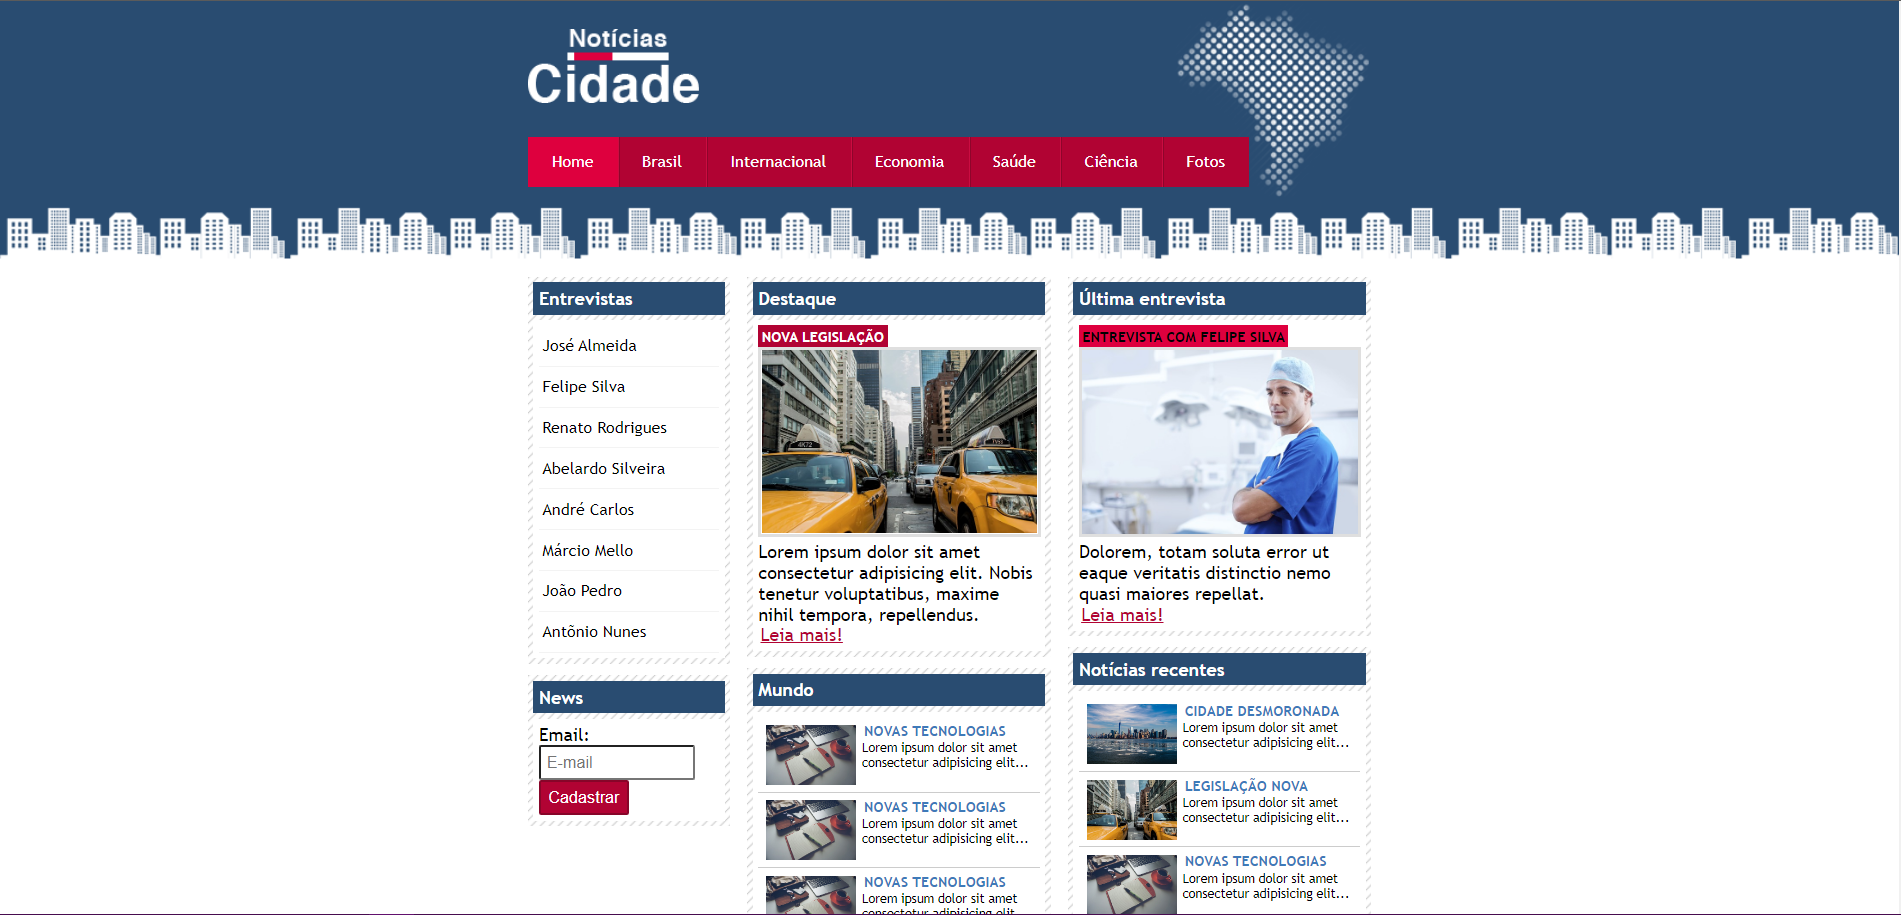 Notícias
Cidade
Home
Brasil
Internacional
Economia
Saúde
Ciência
Fotos
Entrevistas
José Almeida
Felipe Silva
Renato Rodrigues
Abelardo Silveira
André Carlos
Márcio Mello
João Pedro
Antônio Nunes
News
Email:
E-mail
Cadastrar
Destaque
NOVA LEGISLAÇÃO
Lorem ipsum dolor sit amet
consectetur adipisicing elit. Nobis
tenetur voluptatibus, maxime
nihil tempora, repellendus.
Leia mais!
Mundo
NOVAS TECNOLOGIAS
Lorem ipsum dolor sit amet
consectetur adipisicing elit...
NOVAS TECNOLOGIAS
Lorem ipsum dolor sit amet
consectetur adipisicing elit...
NOVAS TECNOLOGIAS
Lorem ipsum dolor sit amet
consectetur adipisicing elit...
Última entrevista
ENTREVISTA COM FELIPE SILVA
Dolorem, totam soluta error ut
eaque veritatis distinctio nemo
quasi maiores repellat.
Leia mais!
Notícias recentes
CIDADE DESMORONADA
Lorem ipsum dolor sit amet
consectetur adipisicing elit...
LEGISLAÇÃO NOVA
Lorem ipsum dolor sit amet
consectetur adipisicing elit...
NOVAS TECNOLOGIAS
Lorem ipsum dolor sit amet
consectetur adipisicing elit...